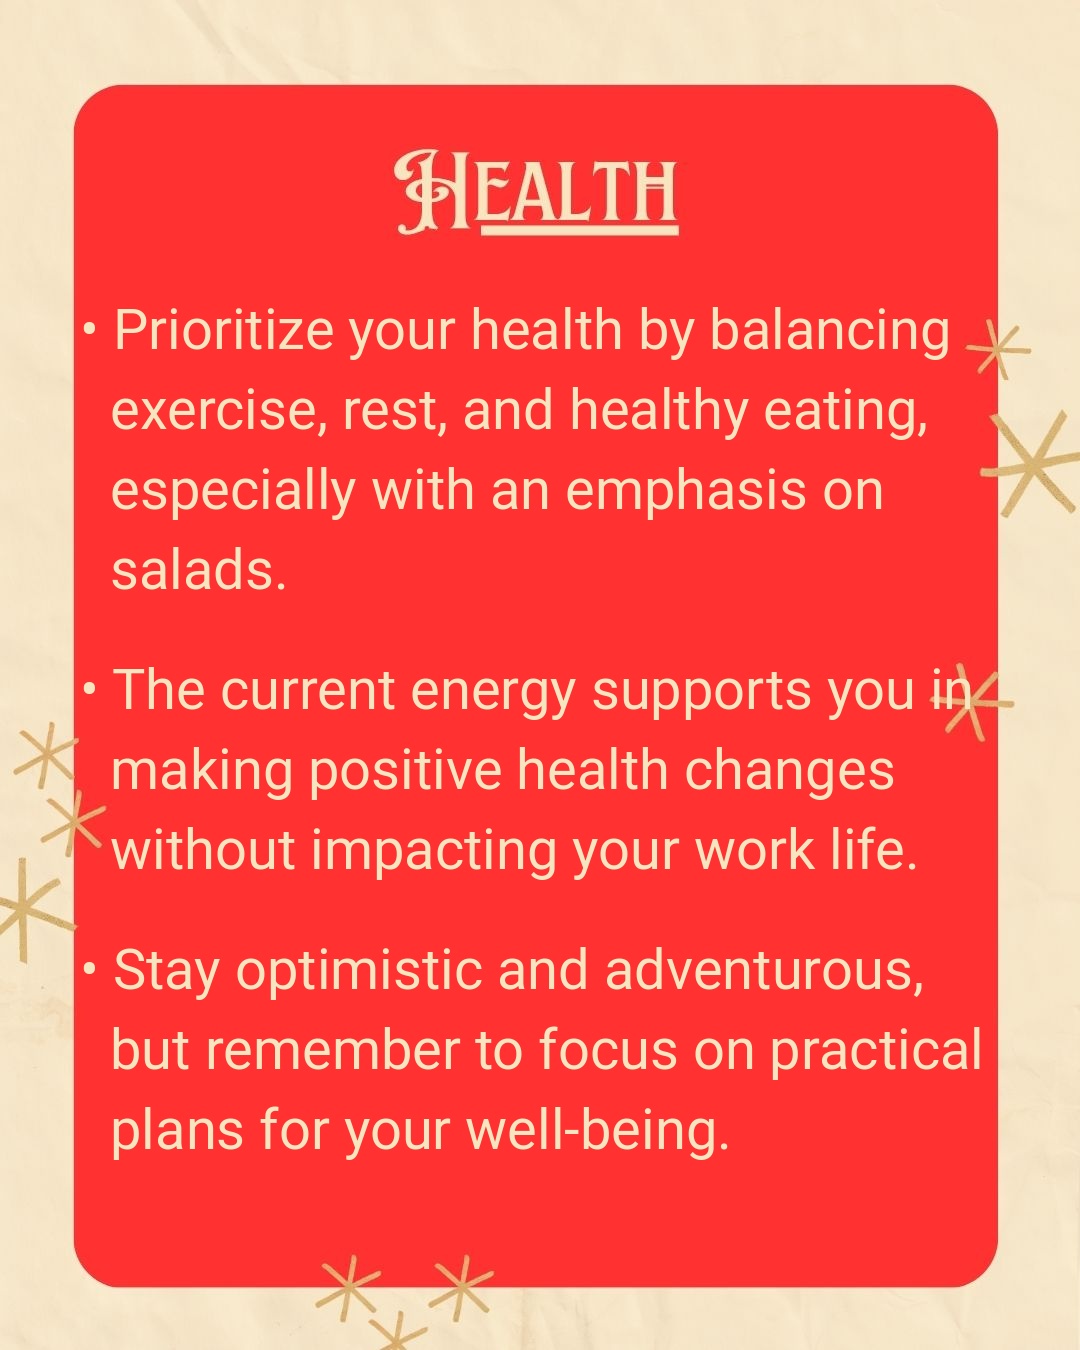 Health
• Prioritize your health by balancing
exercise, rest, and healthy eating,
especially with an emphasis on
salads.
• The current energy supports you in
making positive health changes
without impacting your work life.
• Stay optimistic and adventurous,
but remember to focus on practical
plans for your well-being.